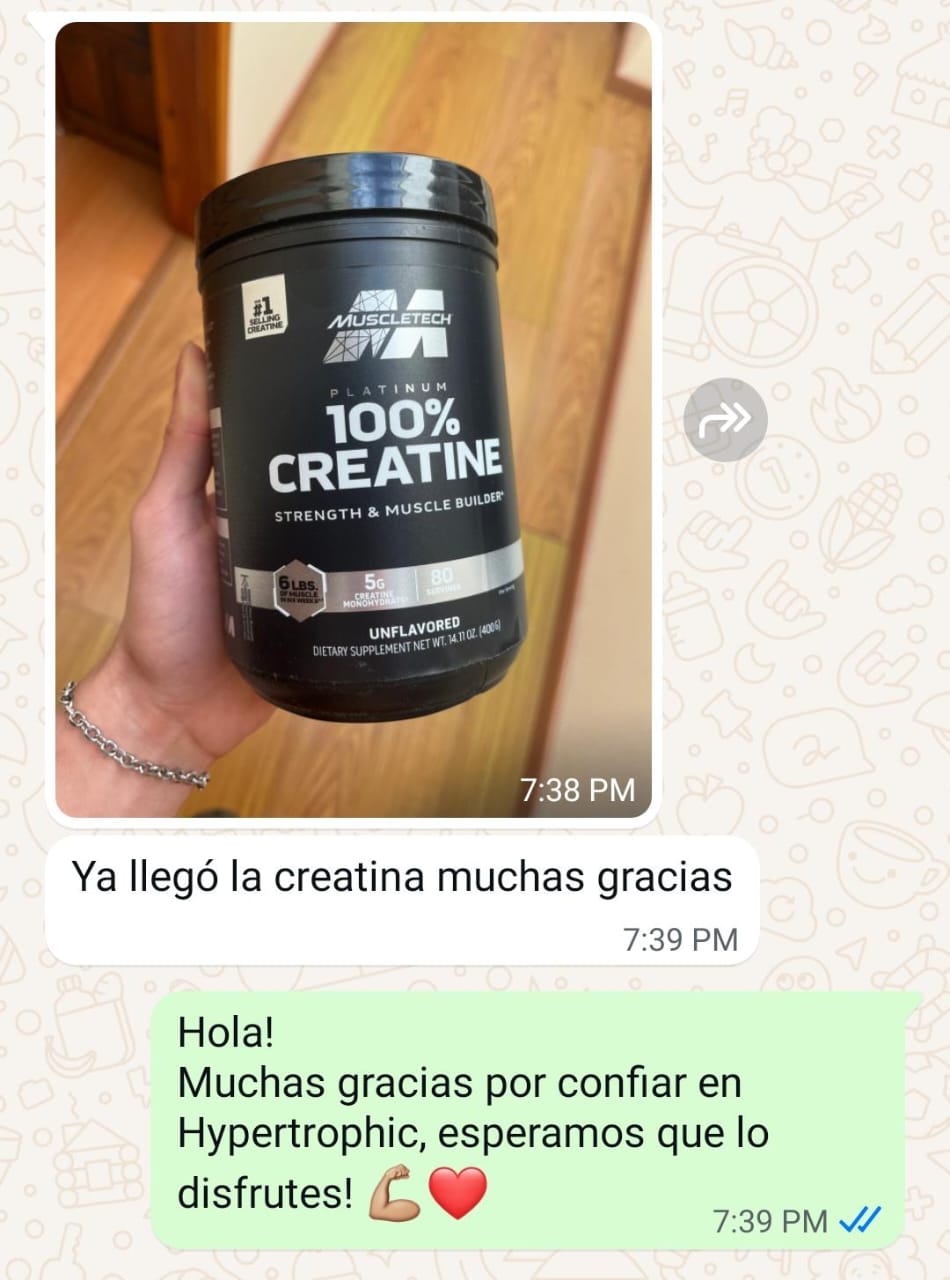 #1
SELLING
CREATINE
MUSCLETECH
PLATINUM
100%
CREATINE
STRENGTH & MUSCLE BUILDER*
6 LBS.
OF MUSCLE
5G
CREATINE
MONOHYDRATE
80
SERVINGS
UNFLAVORED
DIETARY SUPPLEMENT NET WT. 14.11 OZ. (400G)
7:38 PM
Ya llegó la creatina muchas gracias
7:39 PM
Hola!
Muchas gracias por confiar en
Hypertrophic, esperamos que lo
disfrutes! 💪🏼❤️
7:39 PM